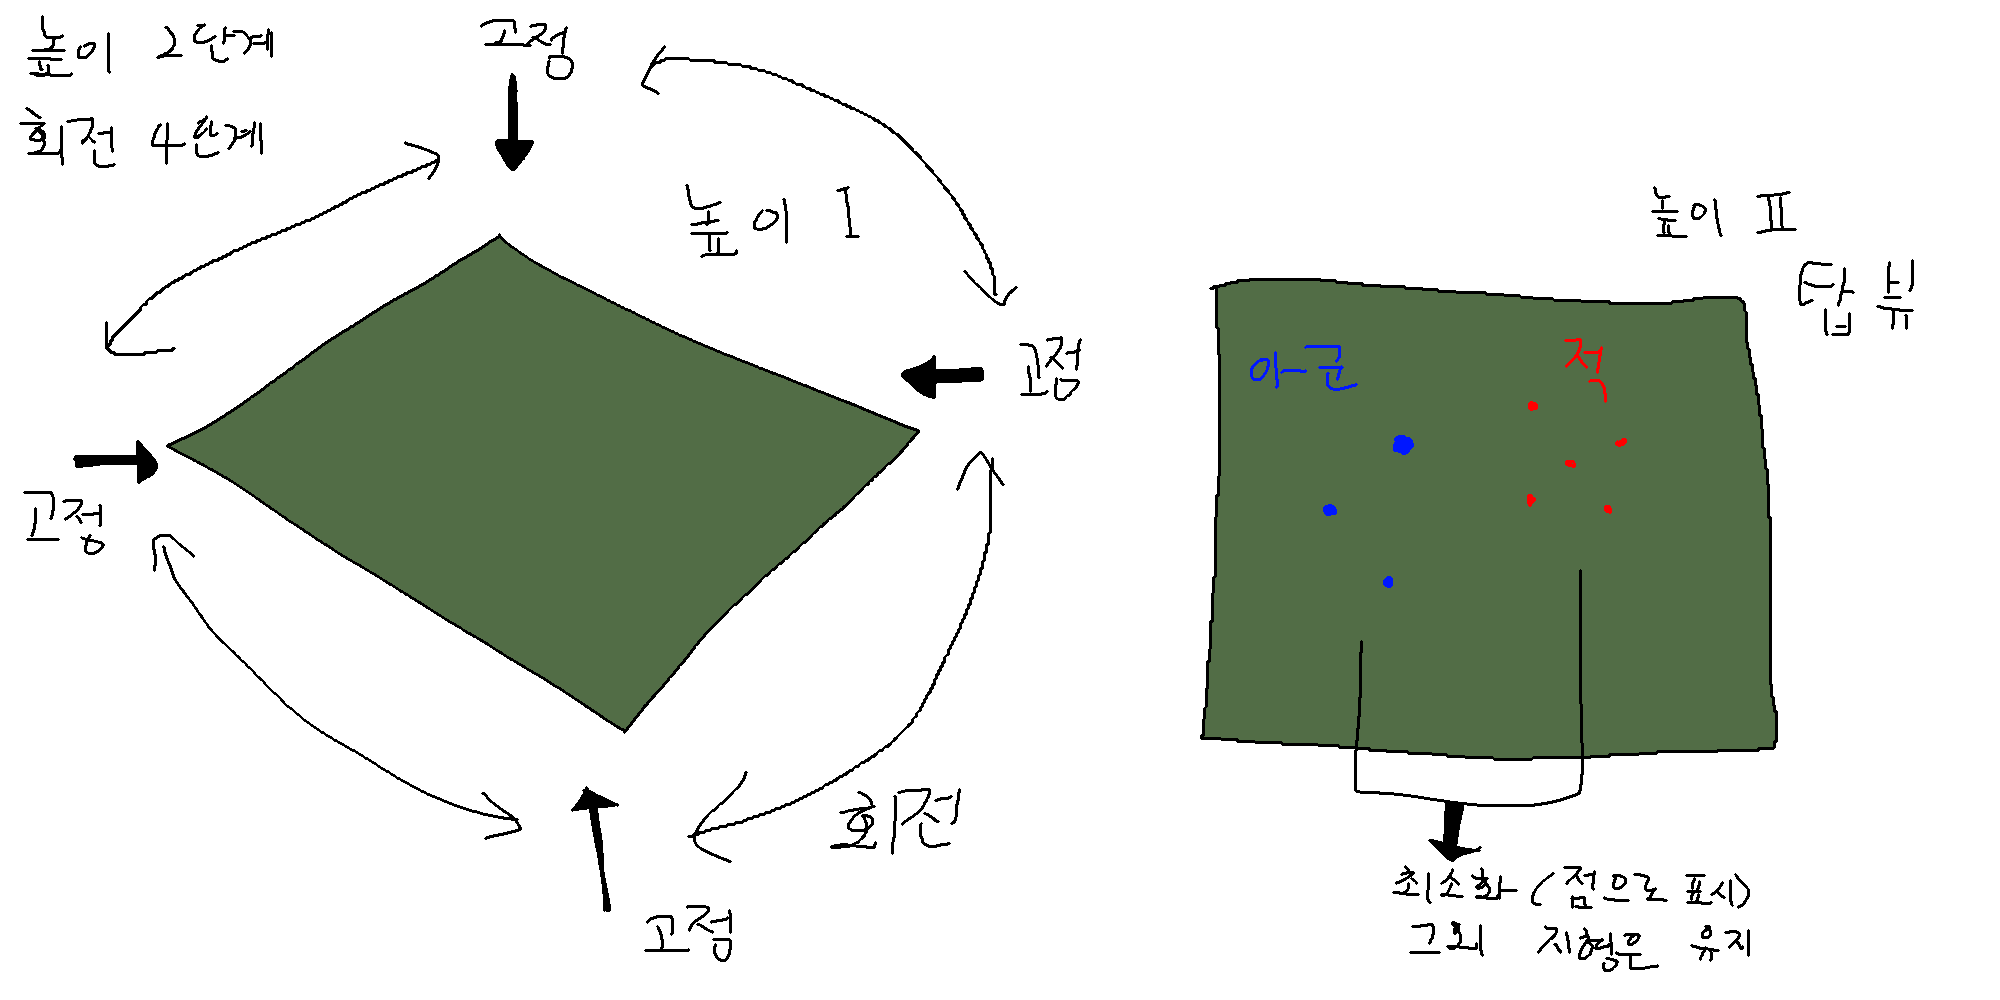 높이 2단계
회전 4단계
고정
높이 I
고정
고정
고정
회전
높이 II
탑 뷰
아군
적
최소화 (점으로 표시)
그외 지형은 유지